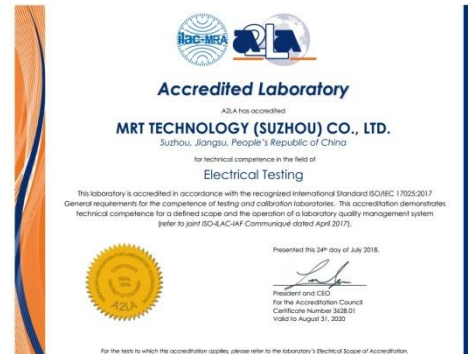 ilac-MRA
A2LA
Accredited Laboratory
A2LA has accredited
MRT TECHNOLOGY (SUZHOU) CO., LTD.
Suzhou, Jiangsu, People's Republic of China
for technical competence in the field of
Electrical Testing
This laboratory is accredited in accordance with the recognized International Standard ISO/IEC 17025:2017
General requirements for the competence of testing and calibration laboratories. This accreditation demonstrates
technical competence for a defined scope and the operation of a laboratory quality management system
(refer to joint ISO-ILAC-IAF Communiqué dated April 2017).
Presented this 24th day of July 2018.
President and CEO
For the Accreditation Council
Certificate Number 3628.01
Valid to August 31, 2020
CORPORATE
SEAL
1978
A2LA
For the tests to which this accreditation applies, please refer to the laboratory's Electrical Scope of Accreditation.